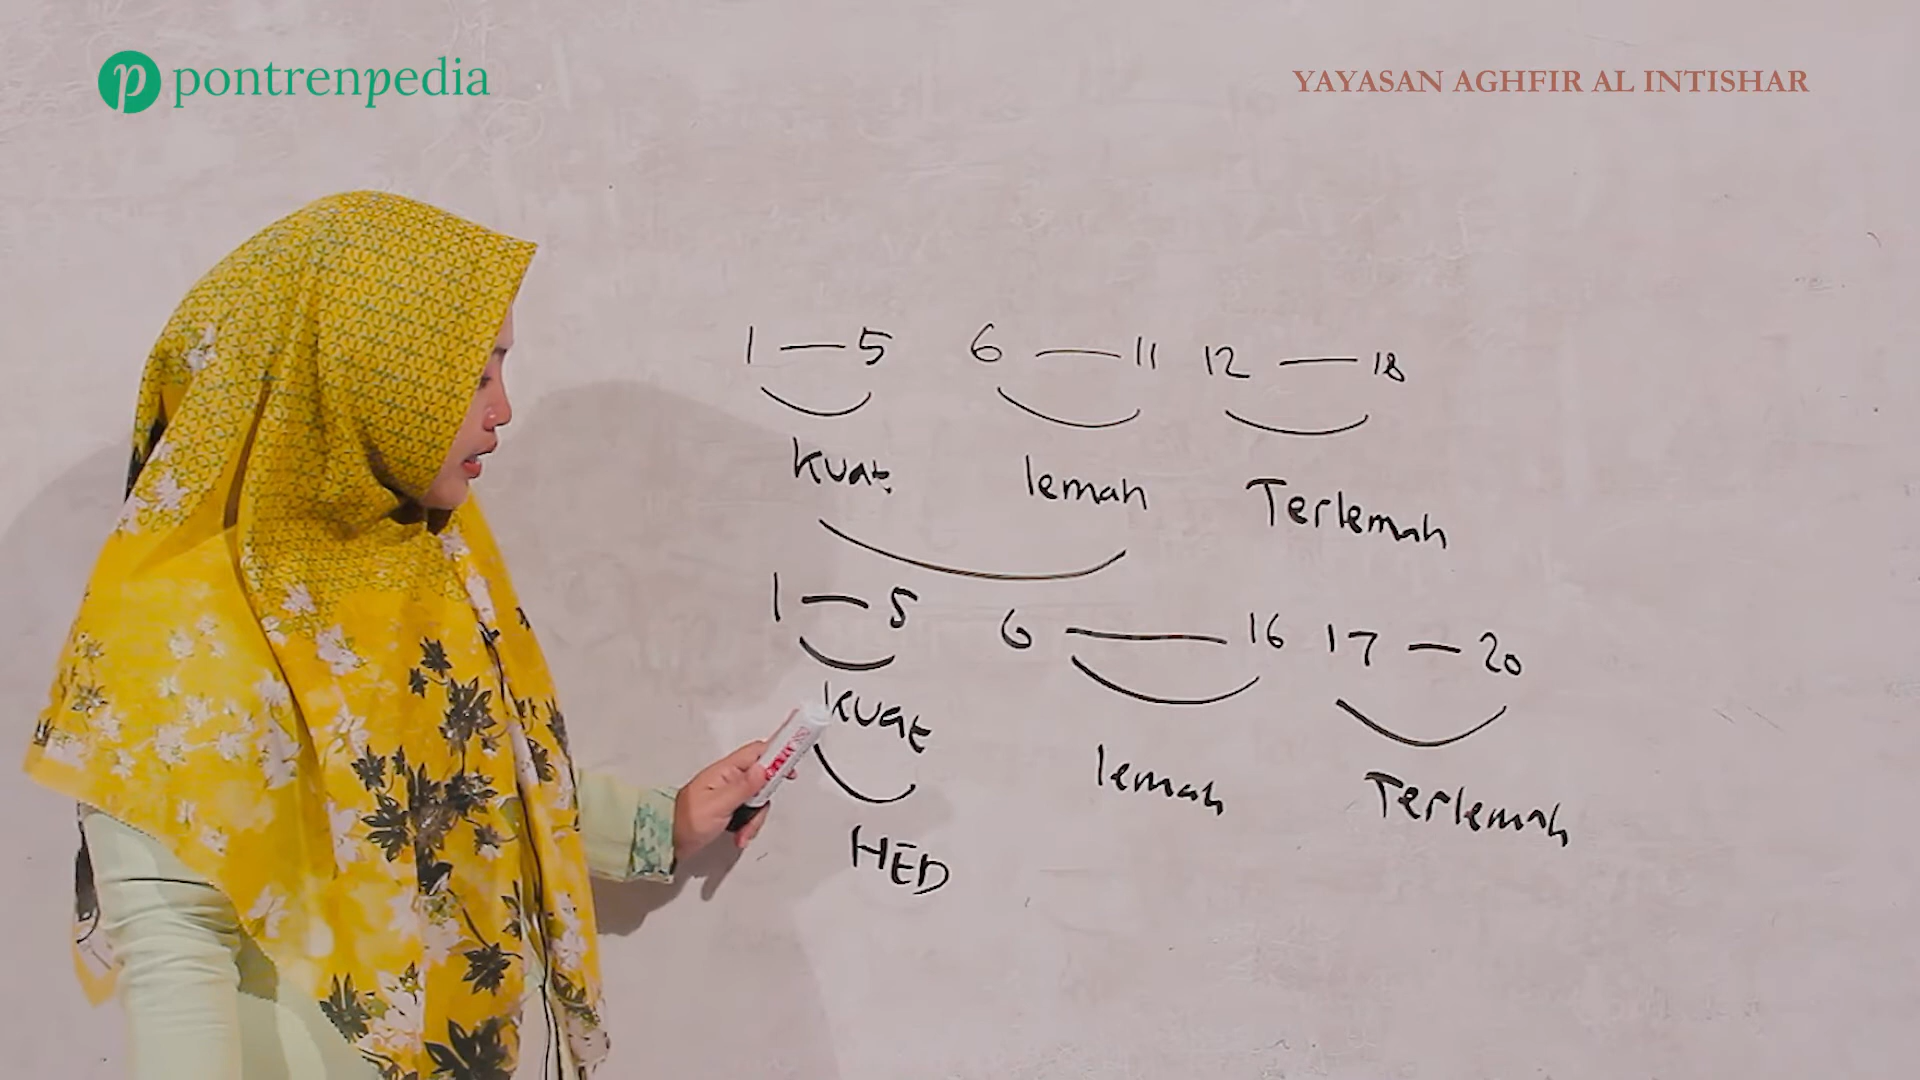 pontrenpedia
YAYASAN AGHFIR AL INTISHAR
1 — 5 6 — 11 12 — 18
Kuat lemah Terlemah
1 — 5 6 — 16 17 — 20
Kuat lemah Terlemah
HED